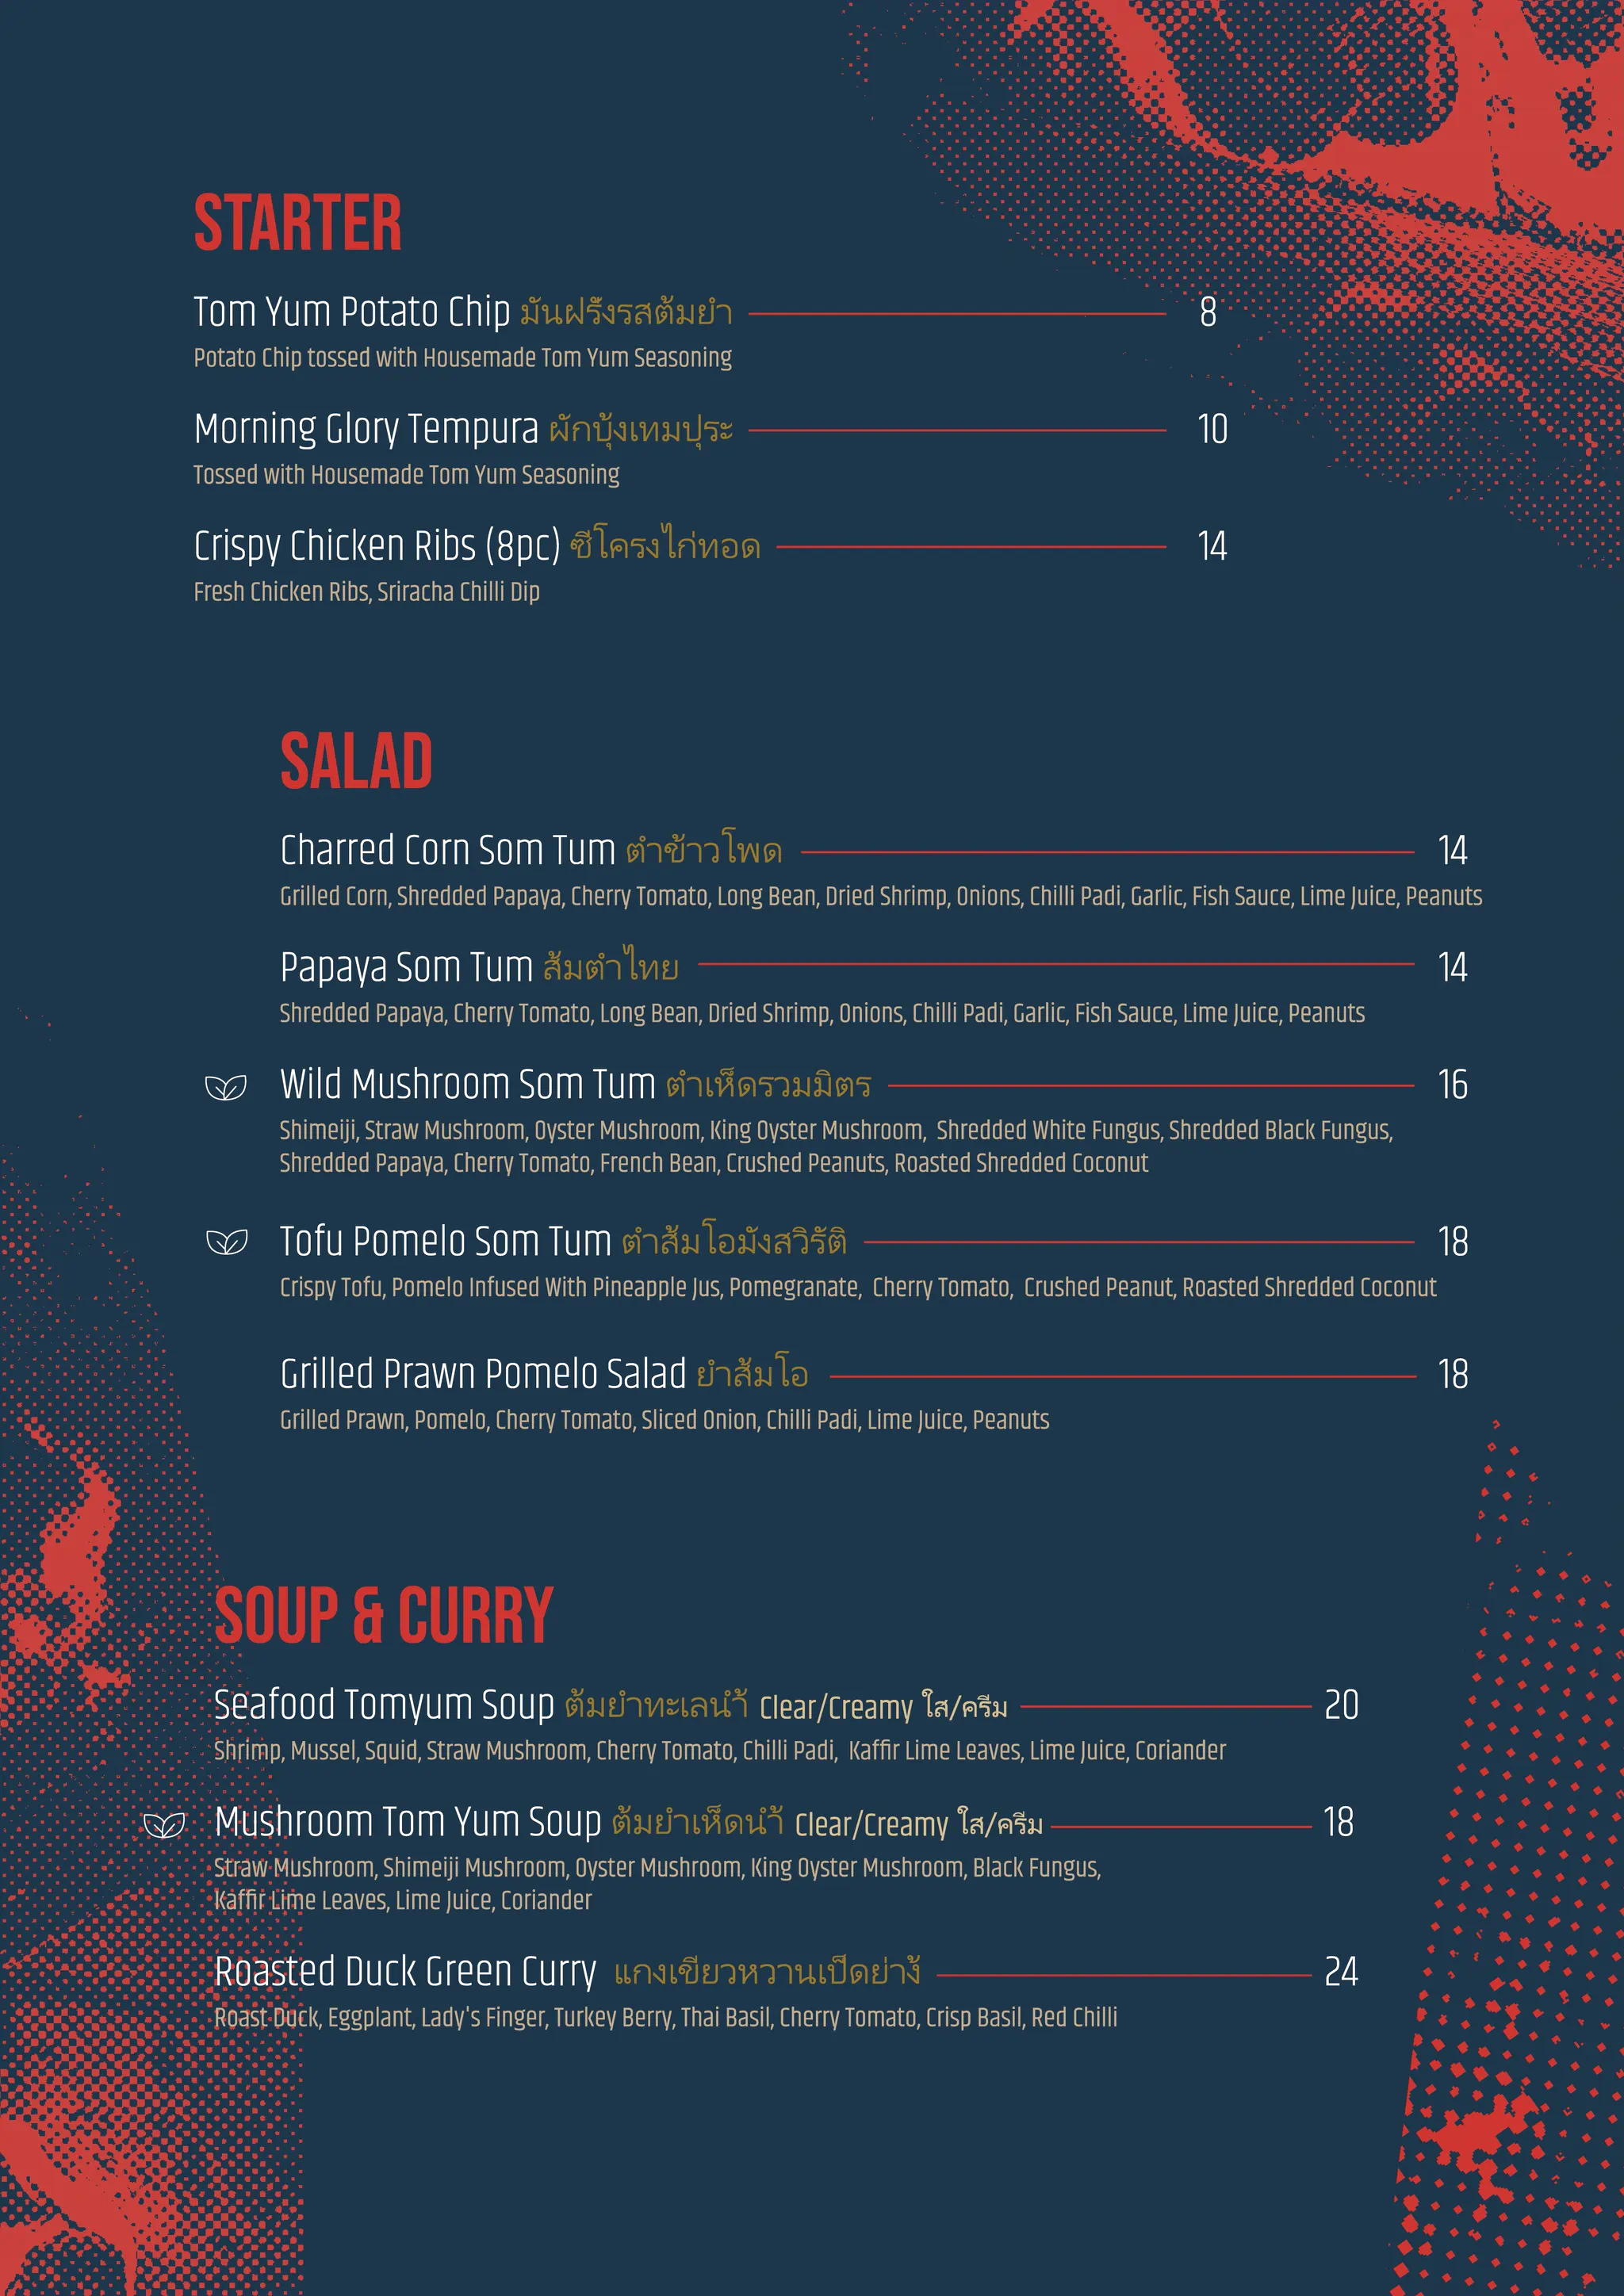 STARTER
Tom Yum Potato Chip มันฝรั่งรสต้มยำ 8
Potato Chip tossed with Housemade Tom Yum Seasoning
Morning Glory Tempura ผักบุ้งเทมปุระ 10
Tossed with Housemade Tom Yum Seasoning
Crispy Chicken Ribs (8pc) ซี่โครงไก่ทอด 14
Fresh Chicken Ribs, Sriracha Chilli Dip
SALAD
Charred Corn Som Tum ตำข้าวโพด 14
Grilled Corn, Shredded Papaya, Cherry Tomato, Long Bean, Dried Shrimp, Onions, Chilli Padi, Garlic, Fish Sauce, Lime Juice, Peanuts
Papaya Som Tum ส้มตำไทย 14
Shredded Papaya, Cherry Tomato, Long Bean, Dried Shrimp, Onions, Chilli Padi, Garlic, Fish Sauce, Lime Juice, Peanuts
Wild Mushroom Som Tum ตำเห็ดรวมมิตร 16
Shimeiji, Straw Mushroom, Oyster Mushroom, King Oyster Mushroom, Shredded White Fungus, Shredded Black Fungus,
Shredded Papaya, Cherry Tomato, French Bean, Crushed Peanuts, Roasted Shredded Coconut
Tofu Pomelo Som Tum ตำส้มโอมังสวิรัติ 18
Crispy Tofu, Pomelo Infused With Pineapple Jus, Pomegranate, Cherry Tomato, Crushed Peanut, Roasted Shredded Coconut
Grilled Prawn Pomelo Salad ยำส้มโอ 18
Grilled Prawn, Pomelo, Cherry Tomato, Sliced Onion, Chilli Padi, Lime Juice, Peanuts
SOUP & CURRY
Seafood Tomyum Soup ต้มยำทะเลนำ้ Clear/Creamy ใส/ครีม 20
Shrimp, Mussel, Squid, Straw Mushroom, Cherry Tomato, Chilli Padi, Kaffir Lime Leaves, Lime Juice, Coriander
Mushroom Tom Yum Soup ต้มยำเห็ดนำ้ Clear/Creamy ใส/ครีม 18
Straw Mushroom, Shimeiji Mushroom, Oyster Mushroom, King Oyster Mushroom, Black Fungus,
Kaffir Lime Leaves, Lime Juice, Coriander
Roasted Duck Green Curry แกงเขียวหวานเป็ดย่าง้ 24
Roast Duck, Eggplant, Lady's Finger, Turkey Berry, Thai Basil, Cherry Tomato, Crisp Basil, Red Chilli